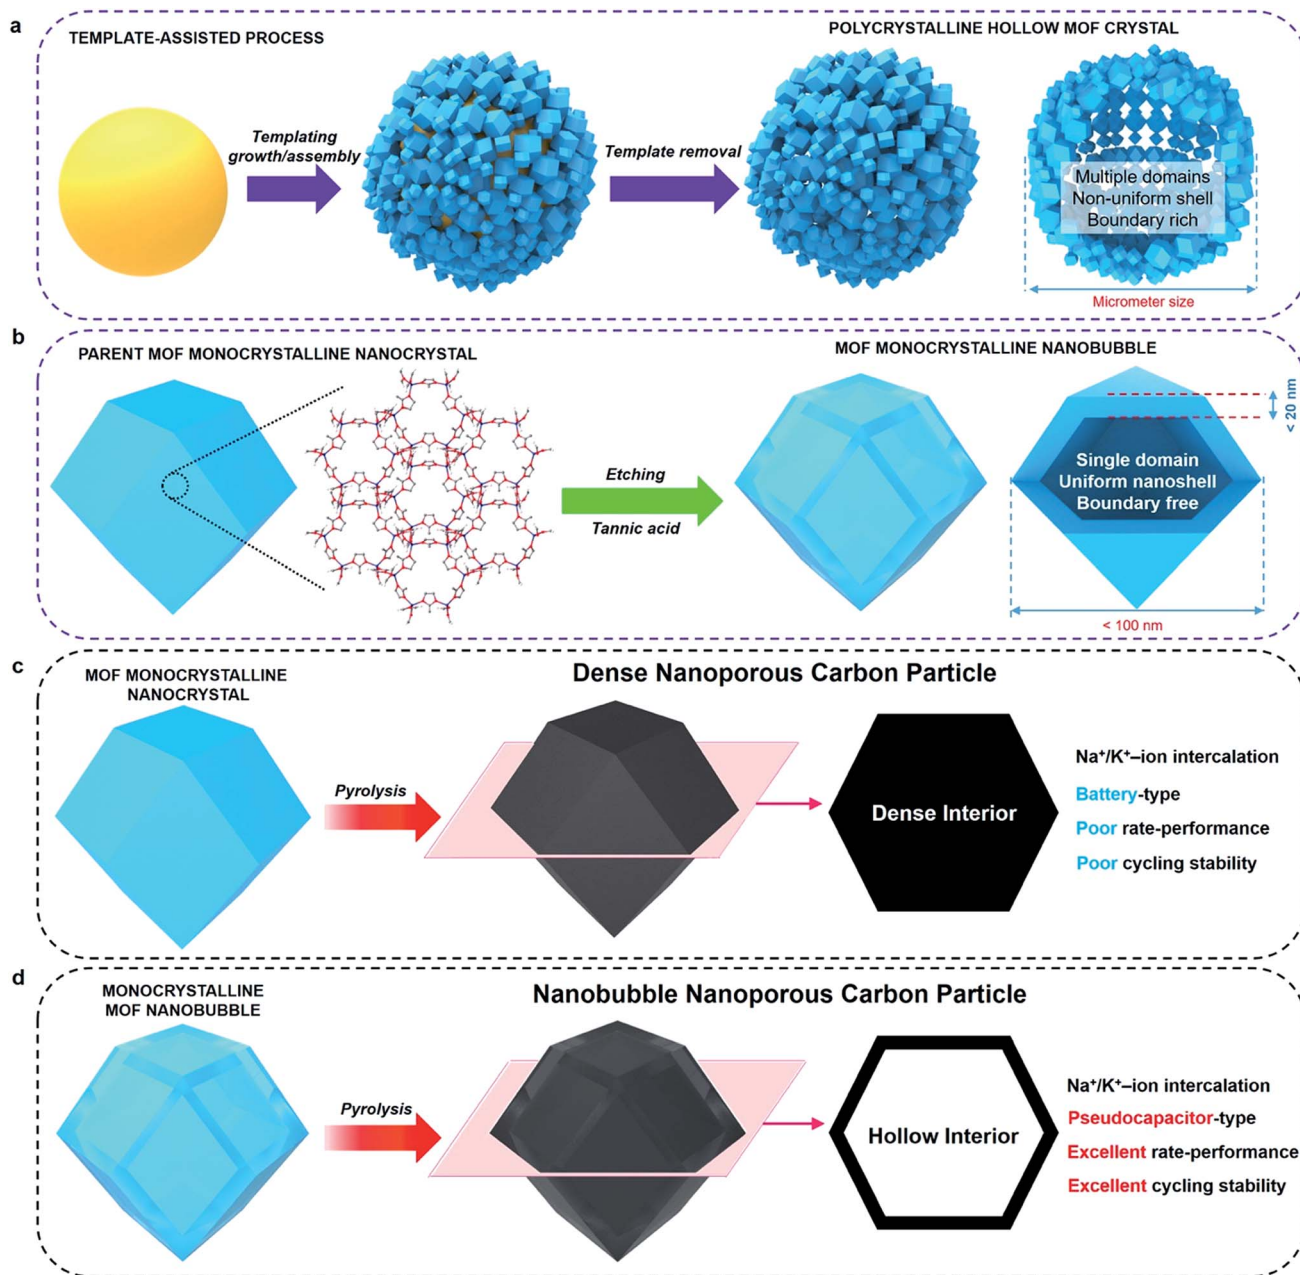 a
TEMPLATE-ASSISTED PROCESS
POLYCRYSTALLINE HOLLOW MOF CRYSTAL
Templating
growth/assembly
Template removal
Multiple domains
Non-uniform shell
Boundary rich
Micrometer size
b
PARENT MOF MONOCRYSTALLINE NANOCRYSTAL
MOF MONOCRYSTALLINE NANOBUBBLE
Etching
Tannic acid
Single domain
Uniform nanoshell
Boundary free
< 20 nm
< 100 nm
c
MOF MONOCRYSTALLINE
NANOCRYSTAL
Dense Nanoporous Carbon Particle
Pyrolysis
Dense Interior
Na⁺/K⁺–ion intercalation
Battery-type
Poor rate-performance
Poor cycling stability
d
MONOCRYSTALLINE
MOF NANOBUBBLE
Nanobubble Nanoporous Carbon Particle
Pyrolysis
Hollow Interior
Na⁺/K⁺–ion intercalation
Pseudocapacitor-type
Excellent rate-performance
Excellent cycling stability